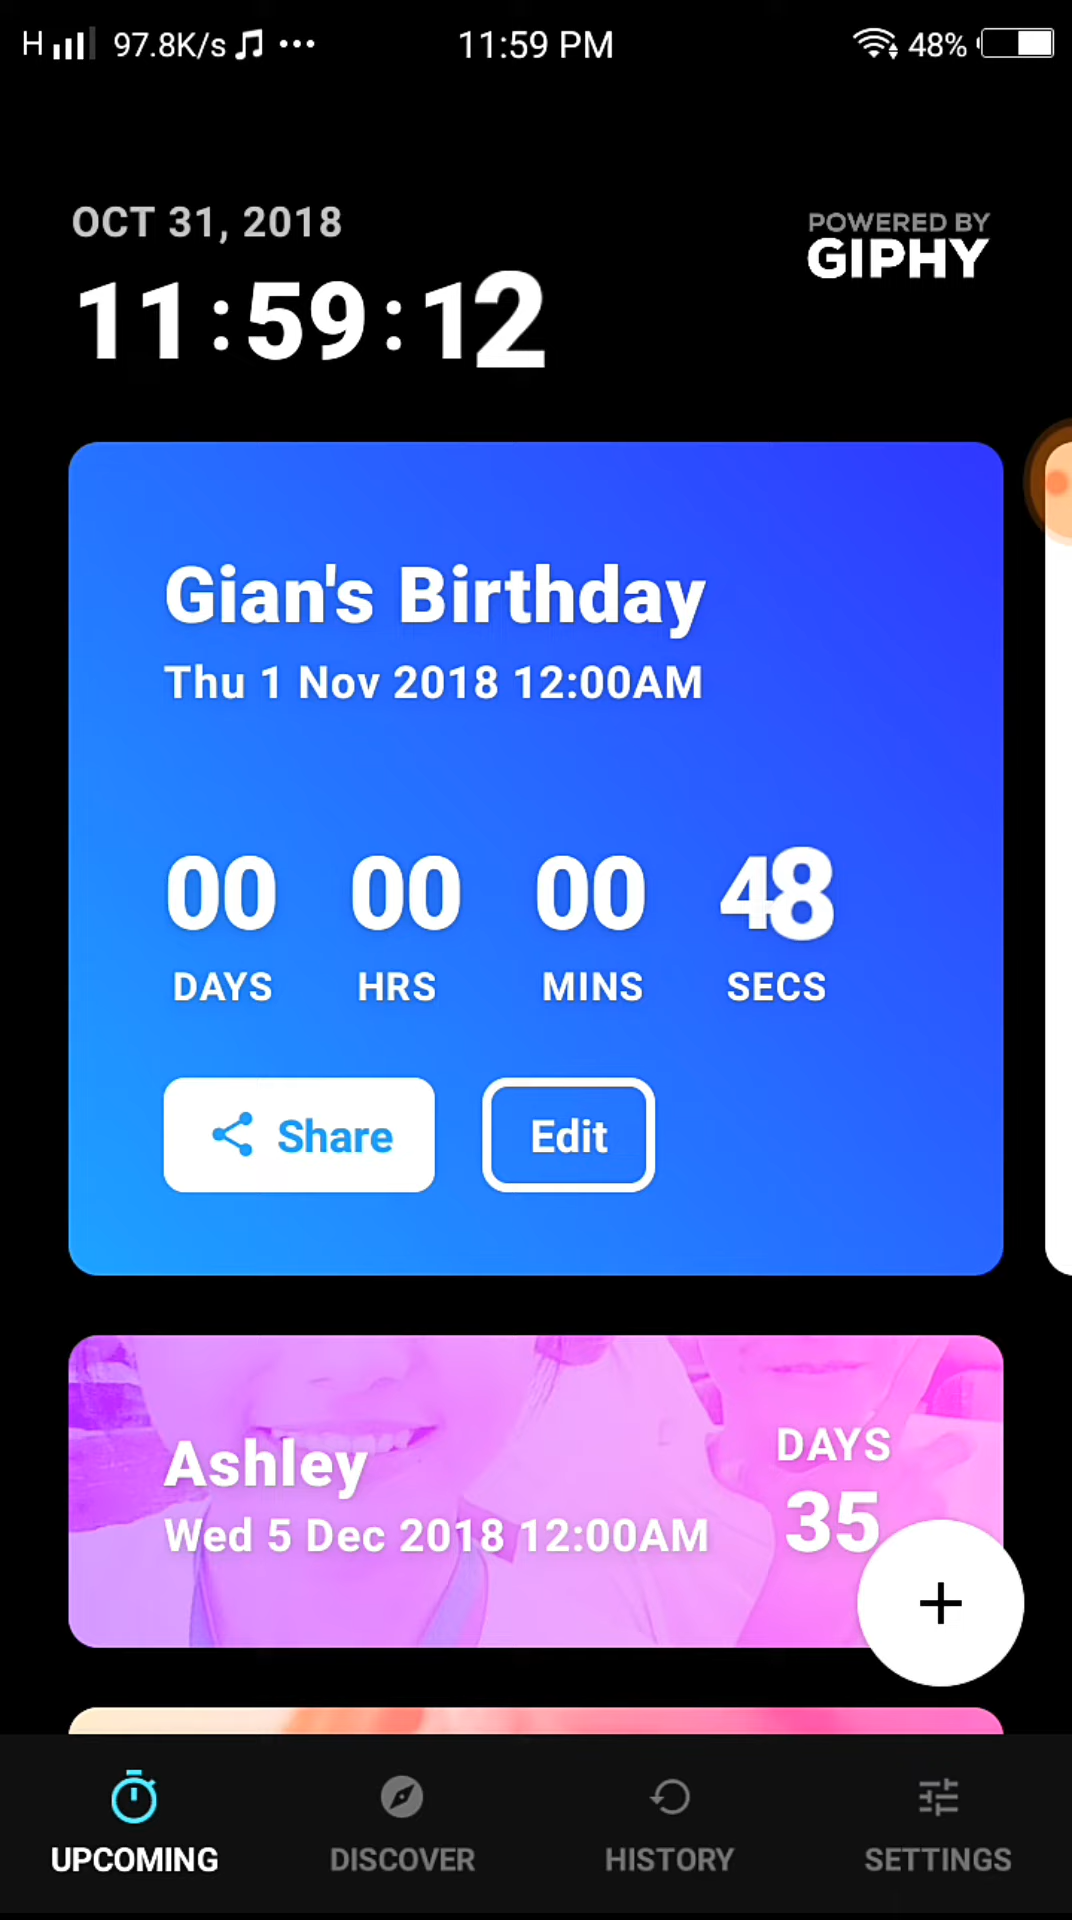 H 97.8K/s ... 11:59 PM 48%
OCT 31, 2018
11:59:12
POWERED BY
GIPHY
Gian's Birthday
Thu 1 Nov 2018 12:00AM
00 00 00 48
DAYS HRS MINS SECS
Share Edit
Ashley
Wed 5 Dec 2018 12:00AM
DAYS
35
+
UPCOMING DISCOVER HISTORY SETTINGS